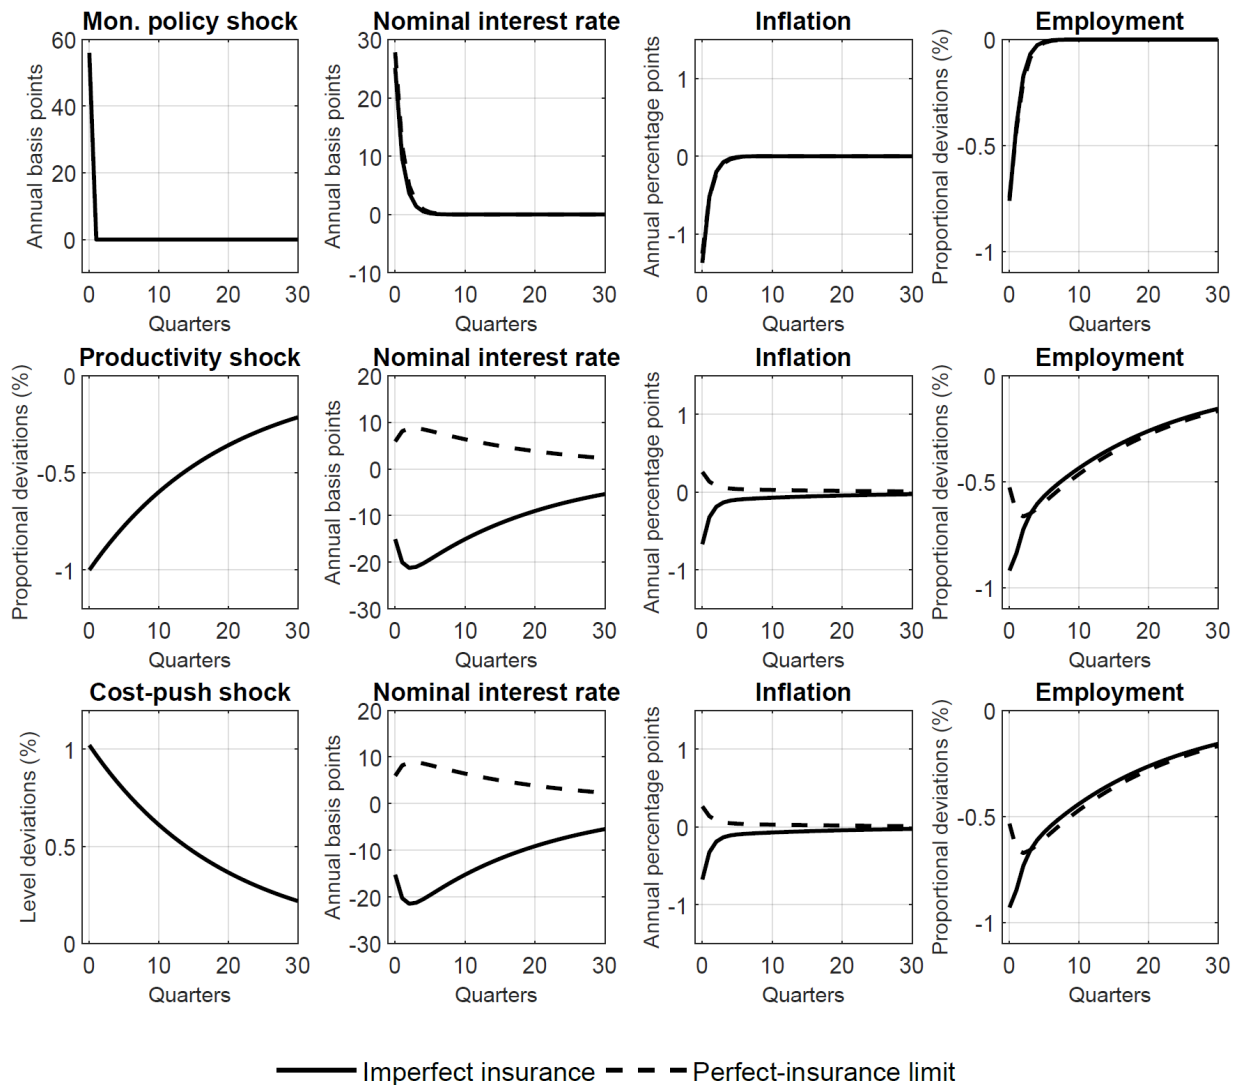 Mon. policy shock
Annual basis points
60
40
20
0
0 10 20 30
Quarters
Nominal interest rate
Annual basis points
30
20
10
0
-10
0 10 20 30
Quarters
Inflation
Annual percentage points
1
0
-1
0 10 20 30
Quarters
Employment
Proportional deviations (%)
0
-0.5
-1
0 10 20 30
Quarters
Productivity shock
Proportional deviations (%)
0
-0.5
-1
0 10 20 30
Quarters
Nominal interest rate
Annual basis points
20
10
0
-10
-20
-30
0 10 20 30
Quarters
Inflation
Annual percentage points
1
0
-1
0 10 20 30
Quarters
Employment
Proportional deviations (%)
0
-0.5
-1
0 10 20 30
Quarters
Cost-push shock
Level deviations (%)
1
0.5
0
0 10 20 30
Quarters
Nominal interest rate
Annual basis points
20
10
0
-10
-20
-30
0 10 20 30
Quarters
Inflation
Annual percentage points
1
0
-1
0 10 20 30
Quarters
Employment
Proportional deviations (%)
0
-0.5
-1
0 10 20 30
Quarters
Imperfect insurance Perfect-insurance limit